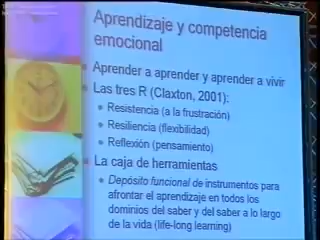 Aprendizaje y competencia
emocional
Aprender a aprender y aprender a vivir
Las tres R (Claxton, 2001):
Resistencia (a la frustración)
Resiliencia (flexibilidad)
Reflexión (pensamiento)
La caja de herramientas
Depósito funcional de instrumentos para
afrontar el aprendizaje en todos los
dominios del saber y del saber a lo largo
de la vida (life-long learning)